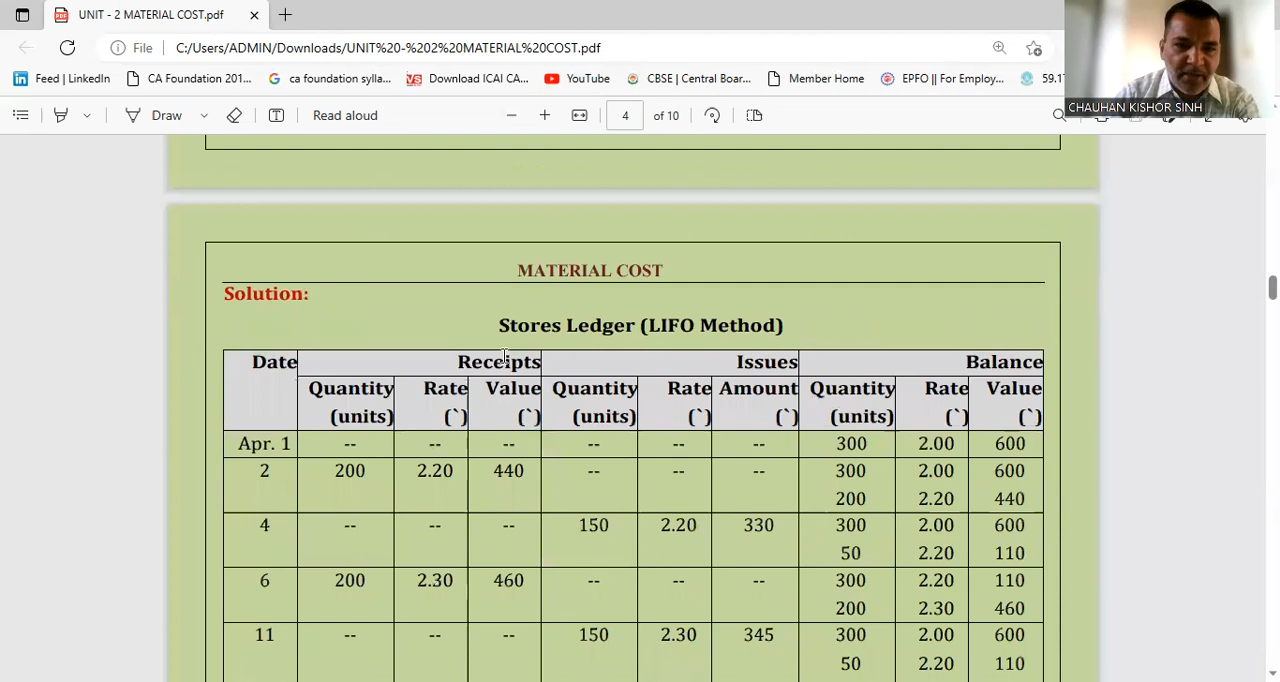 UNIT - 2 MATERIAL COST.pdf
File C:/Users/ADMIN/Downloads/UNIT%20-%202%20MATERIAL%20COST.pdf
Feed | LinkedIn CA Foundation 201... ca foundation sylla... Download ICAI CA... YouTube CBSE | Central Boar... Member Home EPFO || For Employ... 59.1
CHAUHAN KISHOR SINH
Draw Read aloud 4 of 10
MATERIAL COST
Solution:
Stores Ledger (LIFO Method)
Date Receipts Issues Balance
Quantity Rate Value Quantity Rate Amount Quantity Rate Value
(units) (`) (`) (units) (`) (`) (units) (`) (`)
Apr. 1 -- -- -- -- -- -- 300 2.00 600
2 200 2.20 440 -- -- -- 300 2.00 600
200 2.20 440
4 -- -- -- 150 2.20 330 300 2.00 600
50 2.20 110
6 200 2.30 460 -- -- -- 300 2.20 110
200 2.30 460
11 -- -- -- 150 2.30 345 300 2.00 600
50 2.20 110